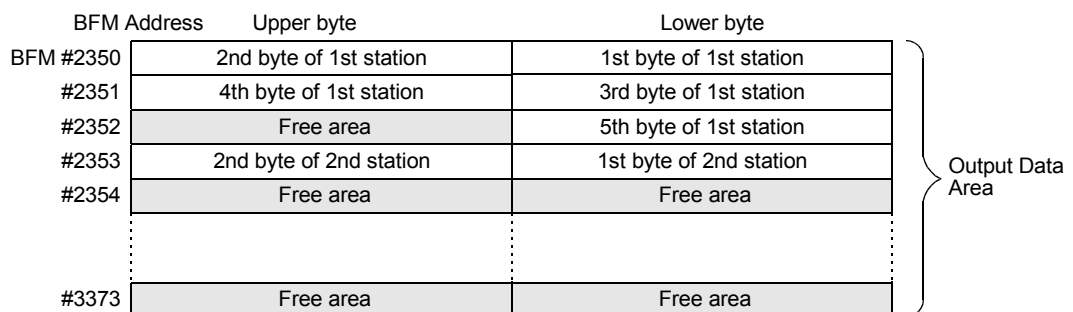 BFM Address Upper byte Lower byte
BFM #2350 2nd byte of 1st station 1st byte of 1st station
#2351 4th byte of 1st station 3rd byte of 1st station
#2352 Free area 5th byte of 1st station
#2353 2nd byte of 2nd station 1st byte of 2nd station
#2354 Free area Free area
Output Data
Area
#3373 Free area Free area